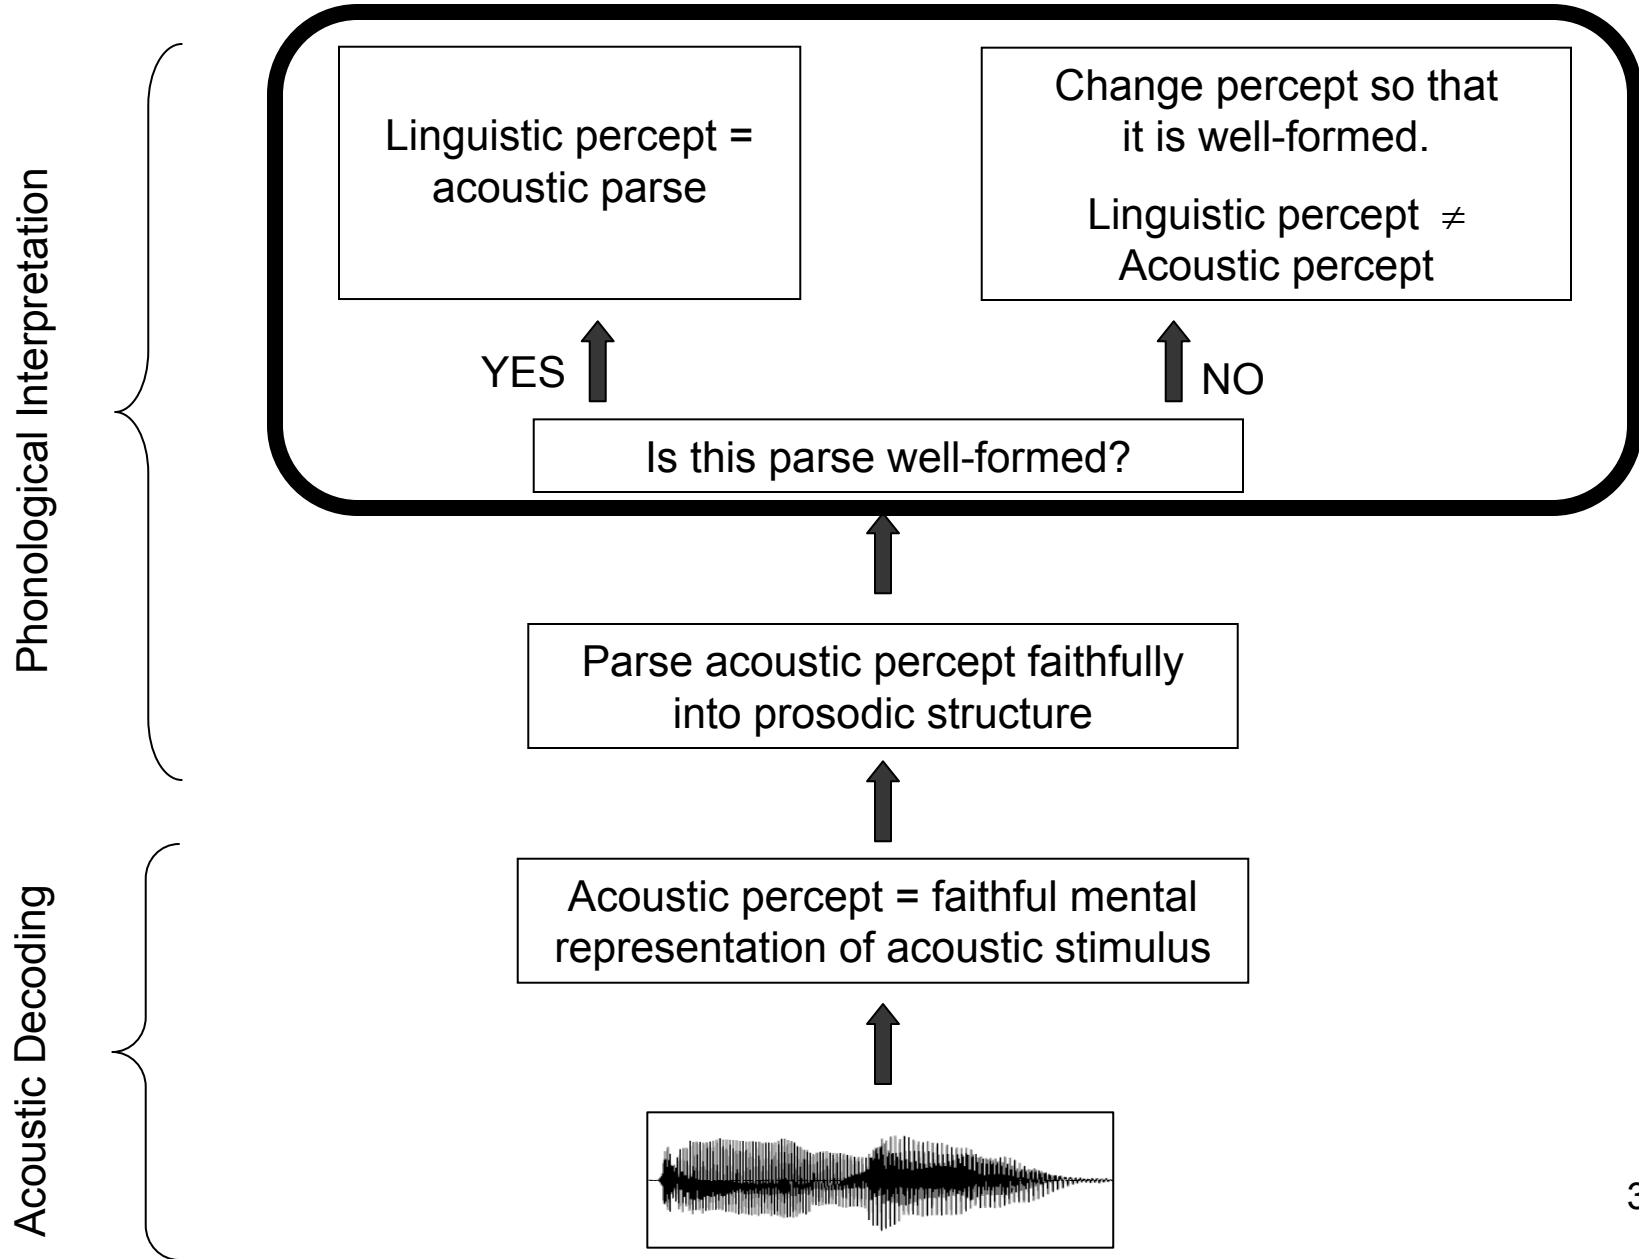 Phonological Interpretation
Linguistic percept =
acoustic parse
Change percept so that
it is well-formed.
Linguistic percept ≠
Acoustic percept
YES
NO
Is this parse well-formed?
Parse acoustic percept faithfully
into prosodic structure
Acoustic Decoding
Acoustic percept = faithful mental
representation of acoustic stimulus
3